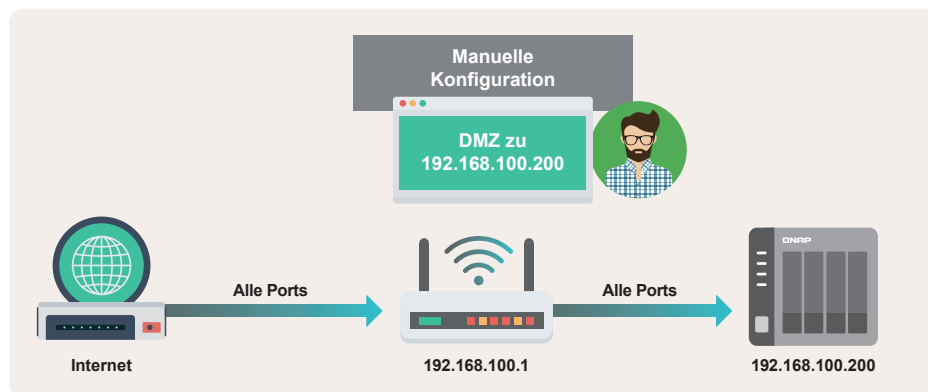 Manuelle
Konfiguration
DMZ zu
192.168.100.200
Alle Ports
Alle Ports
QNAP
Internet
192.168.100.1
192.168.100.200